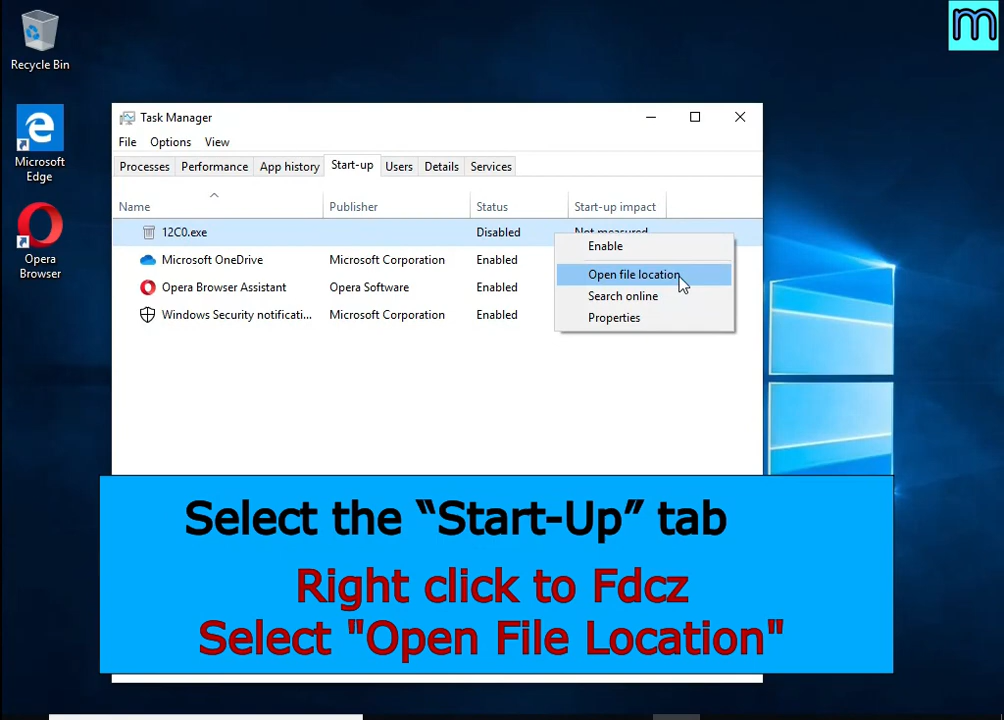 m
Recycle Bin
Microsoft
Edge
Opera
Browser
Task Manager
File Options View
Processes Performance App history Start-up Users Details Services
Name Publisher Status Start-up impact
12C0.exe Disabled Not measured
Microsoft OneDrive Microsoft Corporation Enabled
Opera Browser Assistant Opera Software Enabled
Windows Security notificati... Microsoft Corporation Enabled
Enable
Open file location
Search online
Properties
Select the “Start-Up” tab
Right click to Fdcz
Select "Open File Location"